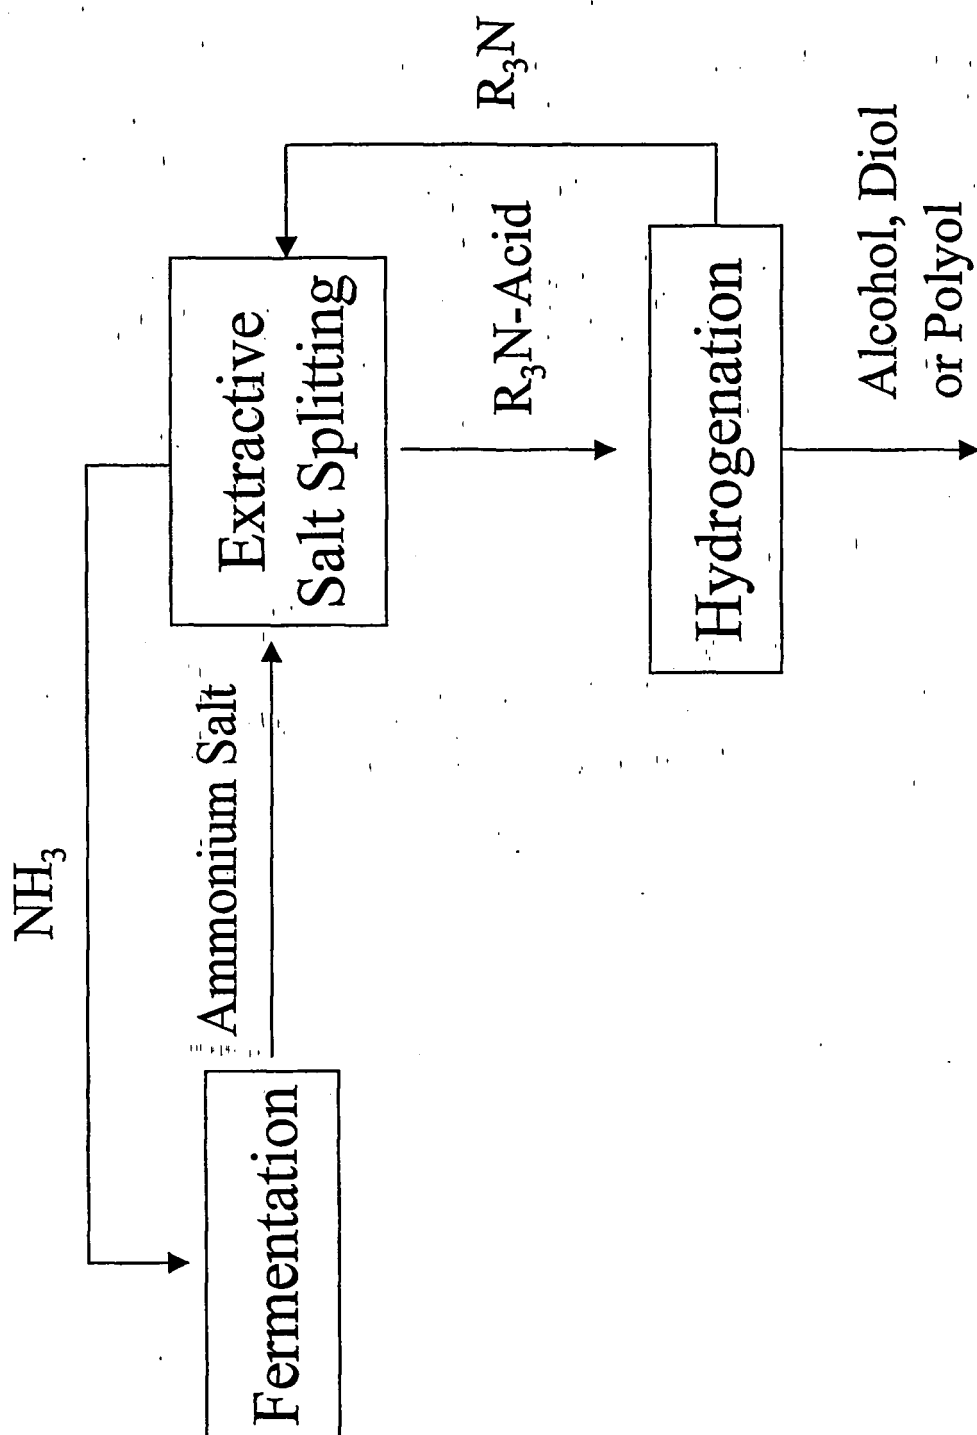 NH₃
Fermentation
Ammonium Salt
Extractive
Salt Splitting
R₃N-Acid
R₃N
Hydrogenation
Alcohol, Diol
or Polyol